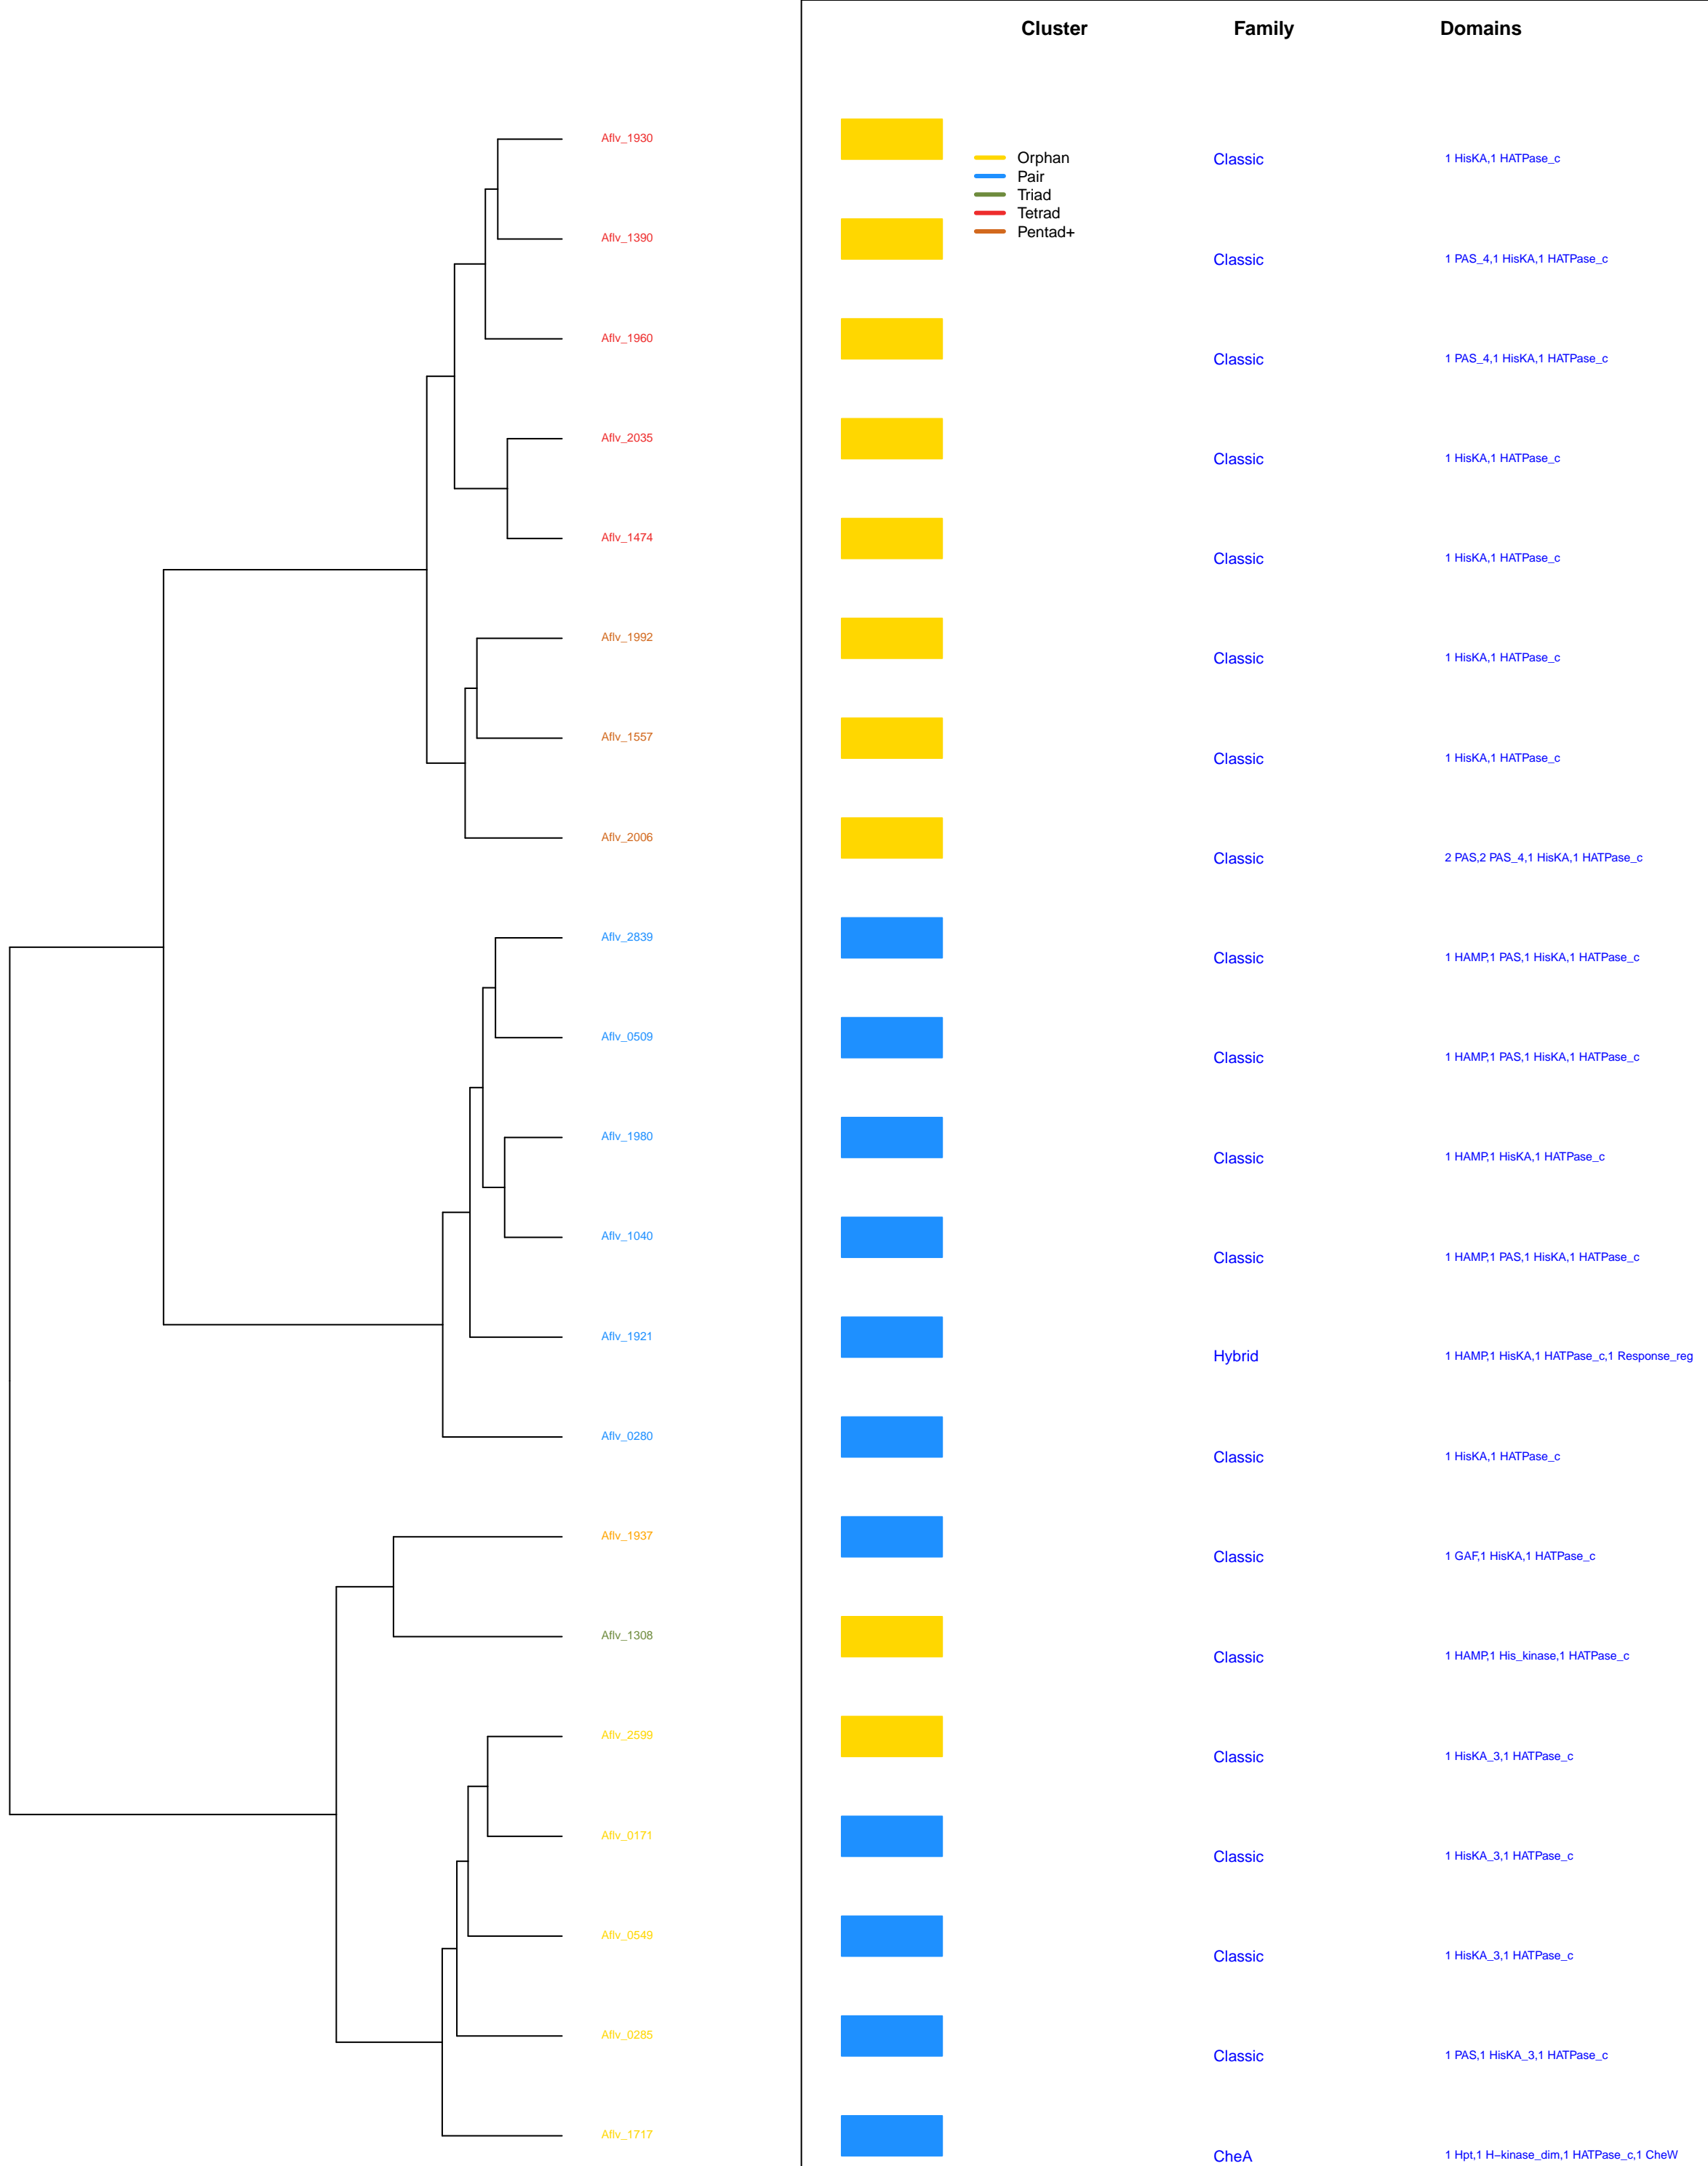 Cluster Family Domains
Aflv_1930 Classic 1 HisKA,1 HATPase_c
Orphan
Pair
Triad
Tetrad
Pentad+
Aflv_1390 Classic 1 PAS_4,1 HisKA,1 HATPase_c
Aflv_1960 Classic 1 PAS_4,1 HisKA,1 HATPase_c
Aflv_2035 Classic 1 HisKA,1 HATPase_c
Aflv_1474 Classic 1 HisKA,1 HATPase_c
Aflv_1992 Classic 1 HisKA,1 HATPase_c
Aflv_1557 Classic 1 HisKA,1 HATPase_c
Aflv_2006 Classic 2 PAS,2 PAS_4,1 HisKA,1 HATPase_c
Aflv_2839 Classic 1 HAMP,1 PAS,1 HisKA,1 HATPase_c
Aflv_0509 Classic 1 HAMP,1 PAS,1 HisKA,1 HATPase_c
Aflv_1980 Classic 1 HAMP,1 HisKA,1 HATPase_c
Aflv_1040 Classic 1 HAMP,1 PAS,1 HisKA,1 HATPase_c
Aflv_1921 Hybrid 1 HAMP,1 HisKA,1 HATPase_c,1 Response_reg
Aflv_0280 Classic 1 HisKA,1 HATPase_c
Aflv_1937 Classic 1 GAF,1 HisKA,1 HATPase_c
Aflv_1308 Classic 1 HAMP,1 His_kinase,1 HATPase_c
Aflv_2599 Classic 1 HisKA_3,1 HATPase_c
Aflv_0171 Classic 1 HisKA_3,1 HATPase_c
Aflv_0549 Classic 1 HisKA_3,1 HATPase_c
Aflv_0285 Classic 1 PAS,1 HisKA_3,1 HATPase_c
Aflv_1717 CheA 1 Hpt,1 H−kinase_dim,1 HATPase_c,1 CheW